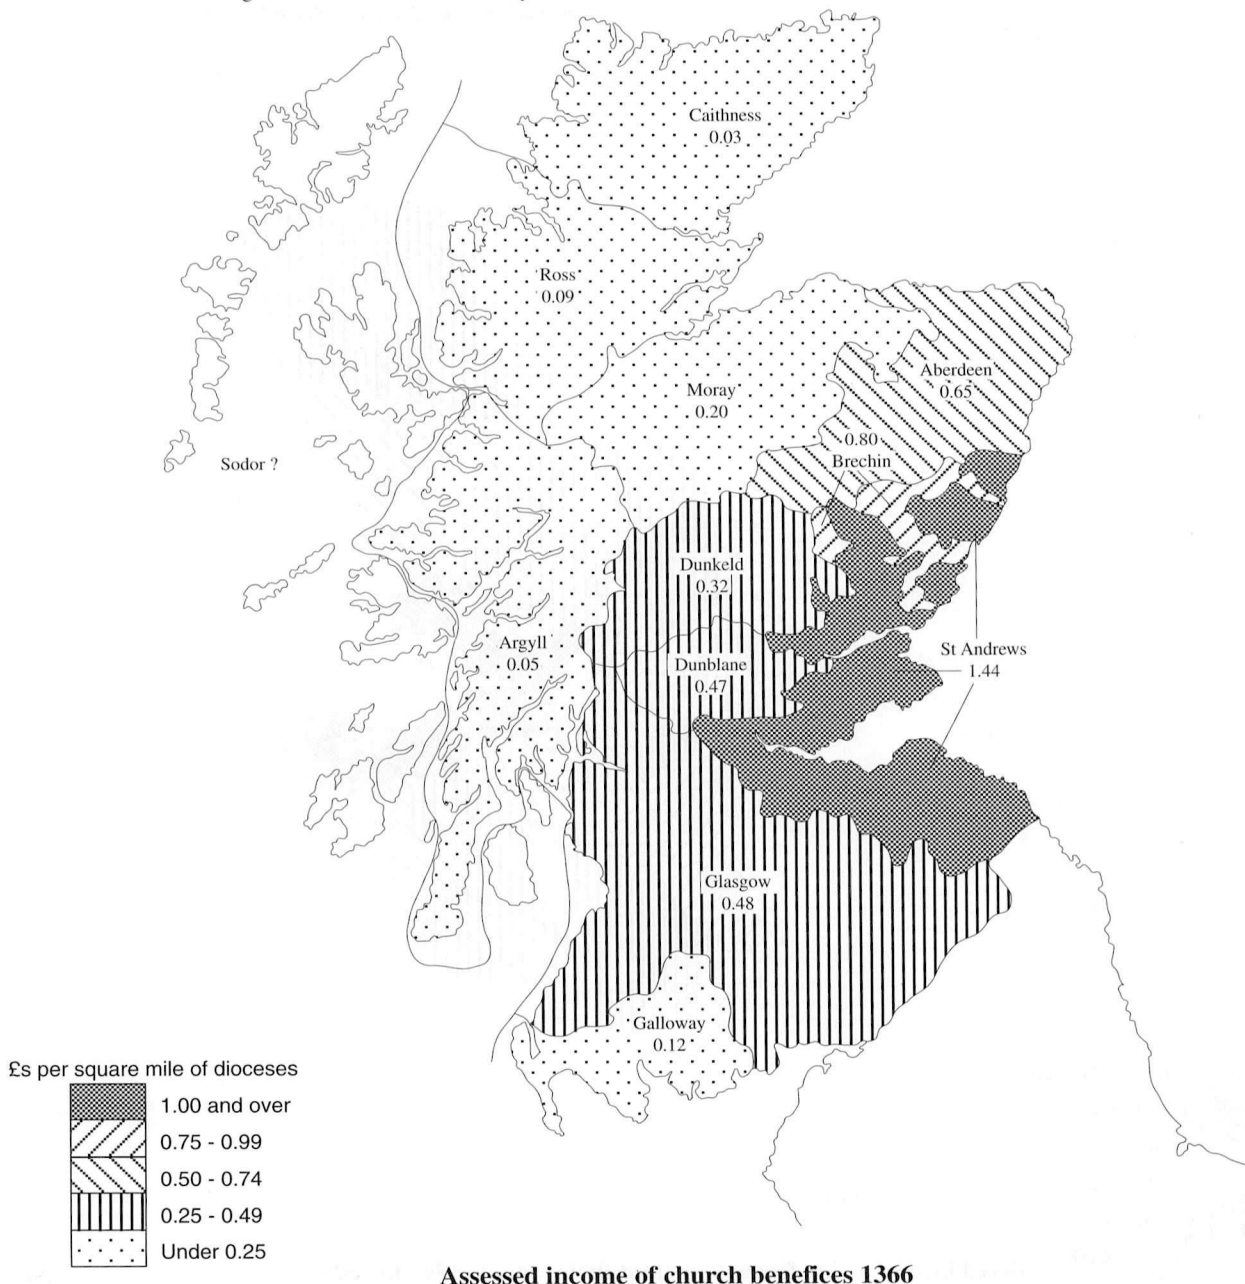 Caithness
0.03
Ross
0.09
Moray
0.20
Aberdeen
0.65
0.80
Brechin
Sodor ?
Dunkeld
0.32
Argyll
0.05
Dunblane
0.47
St Andrews
1.44
Glasgow
0.48
Galloway
0.12
£s per square mile of dioceses
1.00 and over
0.75 - 0.99
0.50 - 0.74
0.25 - 0.49
Under 0.25
Assessed income of church benefices 1366